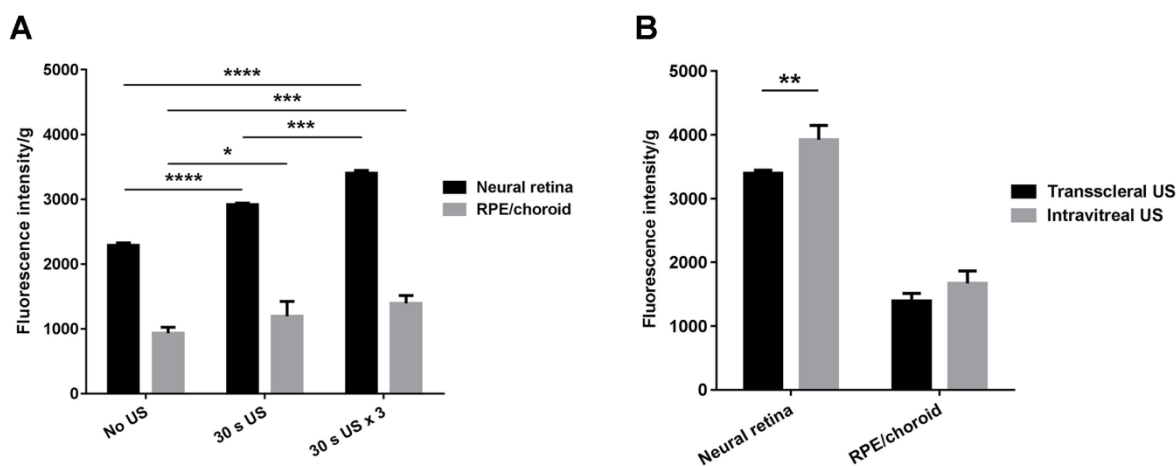 A
Fluorescence intensity/g
5000
4000
3000
2000
1000
0
****
***
***
*
****
No US
30 s US
30 s US x 3
Neural retina
RPE/choroid
B
Fluorescence intensity/g
5000
4000
3000
2000
1000
0
**
Neural retina
RPE/choroid
Transscleral US
Intravitreal US